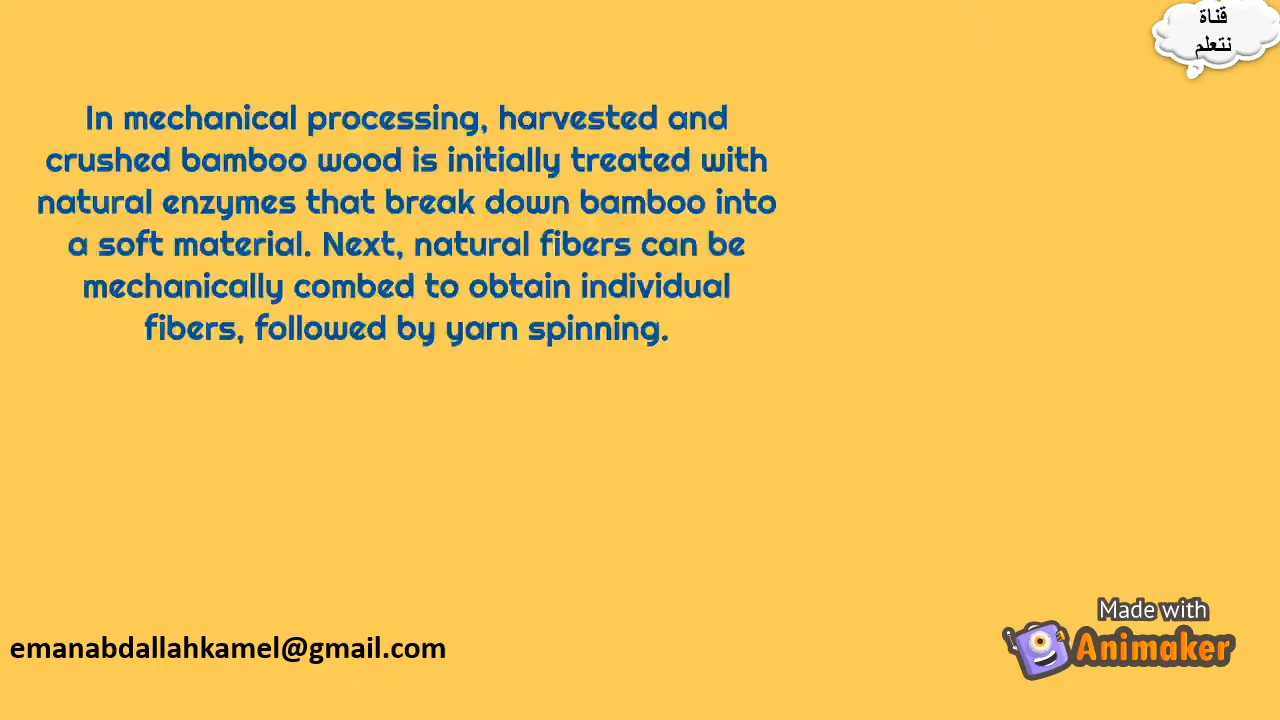 قناة
نتعلم
In mechanical processing, harvested and
crushed bamboo wood is initially treated with
natural enzymes that break down bamboo into
a soft material. Next, natural fibers can be
mechanically combed to obtain individual
fibers, followed by yarn spinning.
Made with
Animaker
emanabdallahkamel@gmail.com